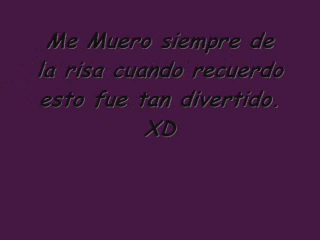 Me Muero siempre de
la risa cuando recuerdo
esto fue tan divertido.
XD